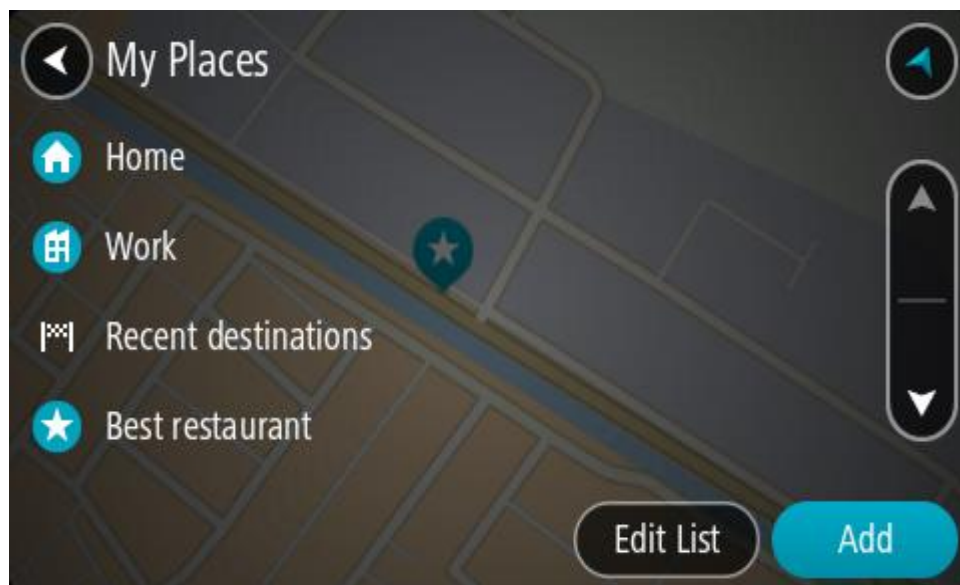 My Places
Home
Work
Recent destinations
Best restaurant
Edit List
Add